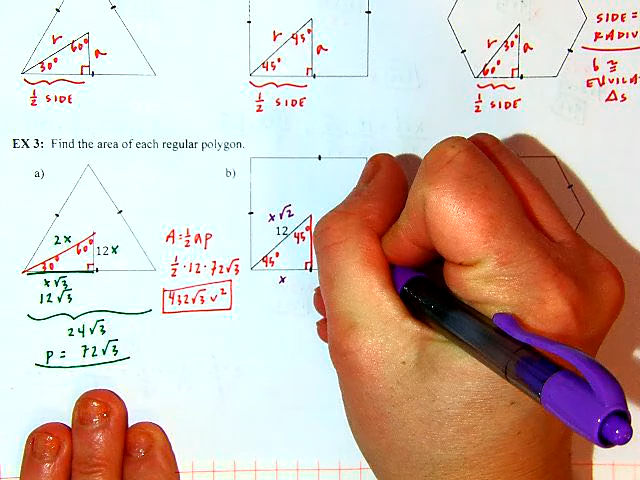 r 60° a
30°
1/2 SIDE
r 45° a
45°
1/2 SIDE
r 30°
60°
1/2 SIDE
SIDE =
RADIU
6 ≅
EQUILA
Δs
EX 3: Find the area of each regular polygon.
a)
2x 60° 12 x
30°
x√3
12√3
24√3
p = 72√3
A = 1/2 ap
1/2 · 12 · 72√3
432√3 u²
b)
x√2
12 45°
45°
x